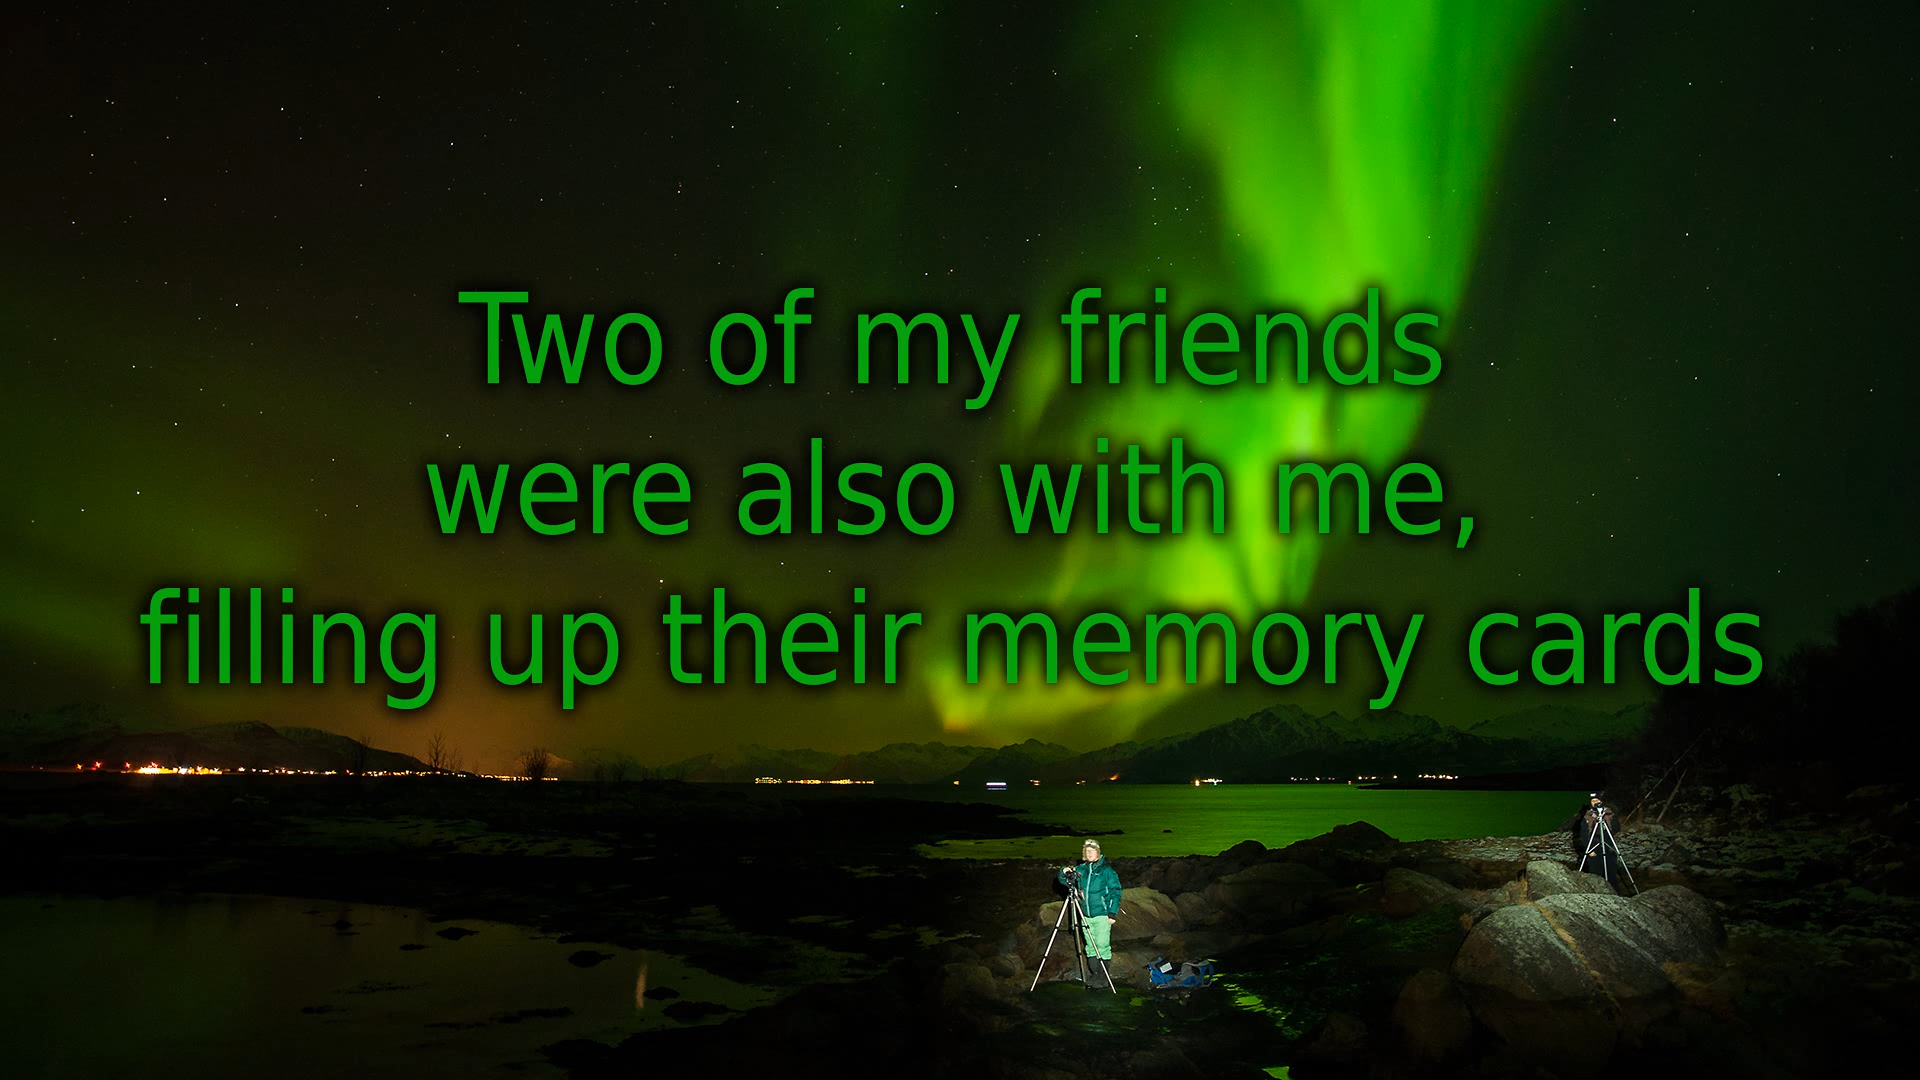 Two of my friends
were also with me,
filling up their memory cards